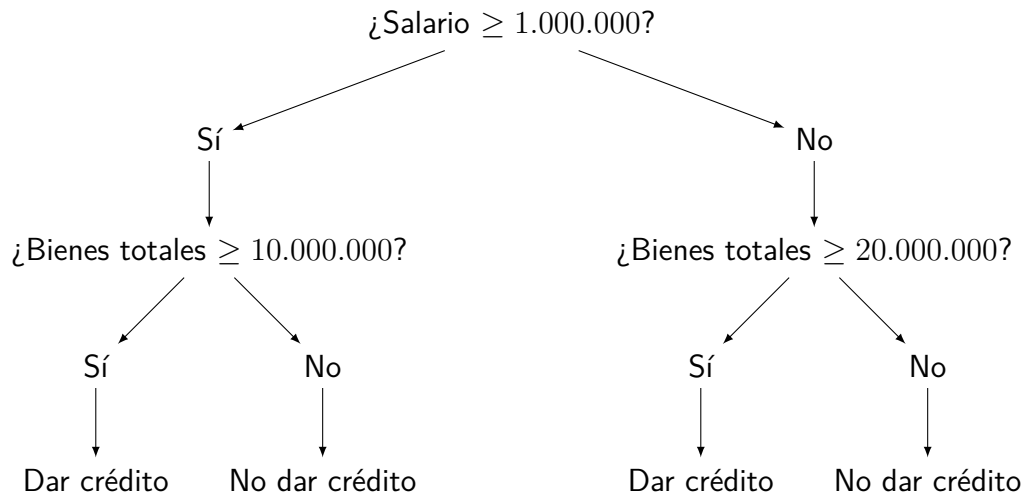 ¿Salario ≥ 1.000.000?
Sí
No
¿Bienes totales ≥ 10.000.000?
¿Bienes totales ≥ 20.000.000?
Sí
No
Sí
No
Dar crédito
No dar crédito
Dar crédito
No dar crédito